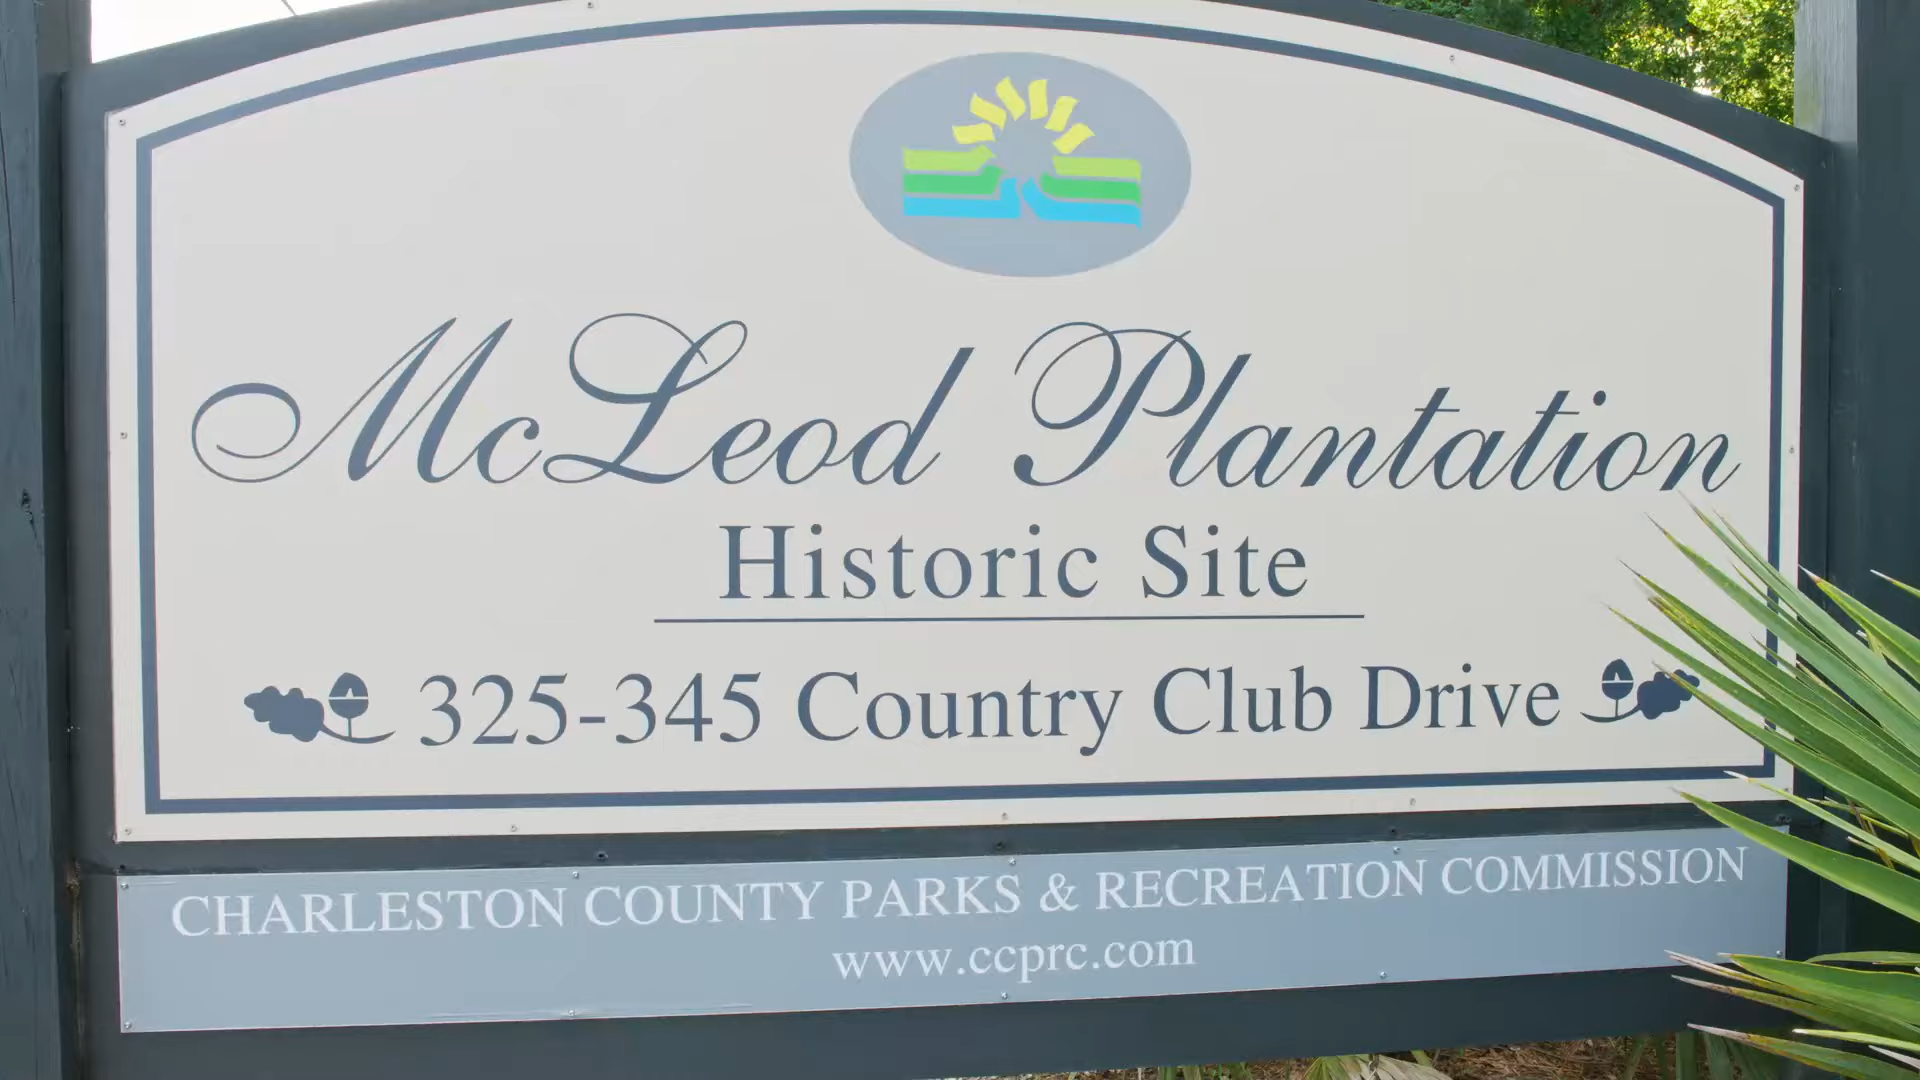 McLeod Plantation
Historic Site
325-345 Country Club Drive
CHARLESTON COUNTY PARKS & RECREATION COMMISSION
www.ccprc.com